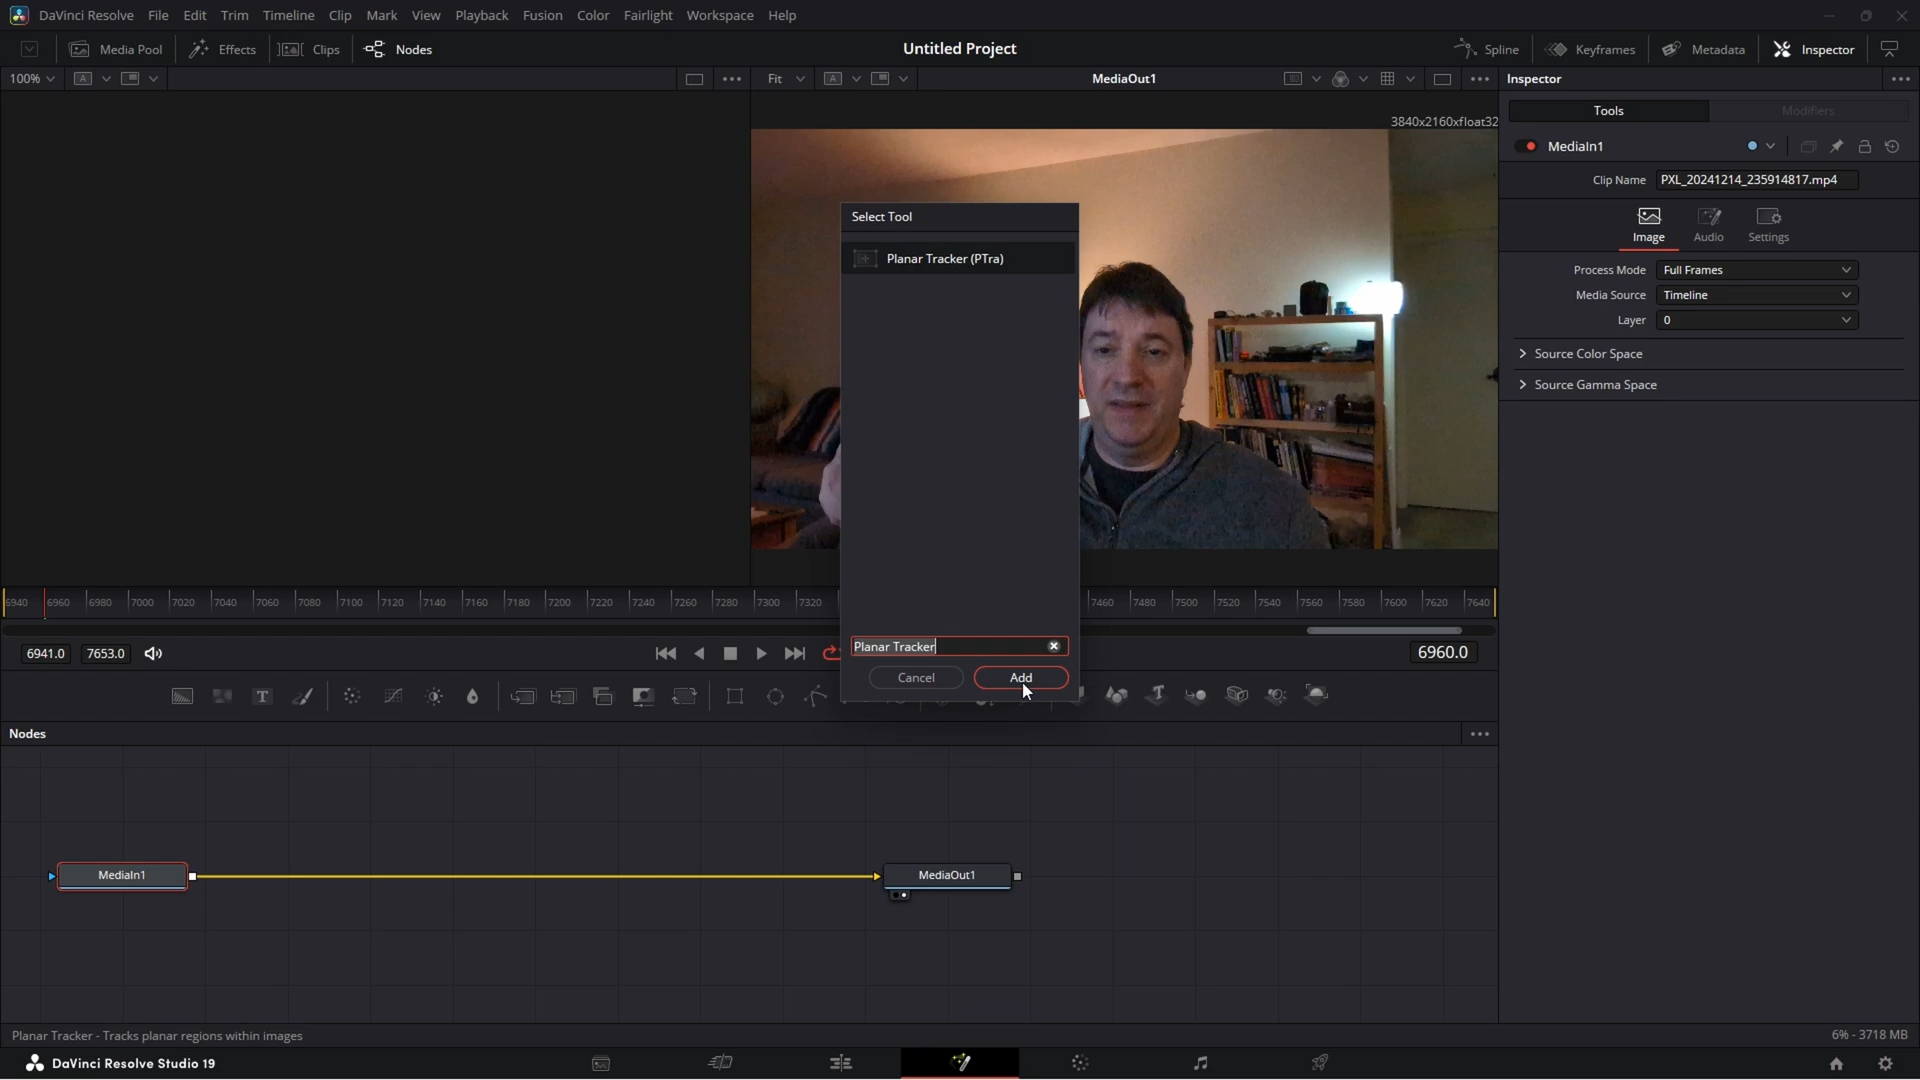 DaVinci Resolve File Edit Trim Timeline Clip Mark View Playback Fusion Color Fairlight Workspace Help
Media Pool Effects Clips Nodes Untitled Project Spline Keyframes Metadata Inspector
100% A Fit A MediaOut1 Inspector
Tools Modifiers
3840x2160xfloat32
MediaIn1
Clip Name PXL_20241214_235914817.mp4
Select Tool
Image Audio Settings
Planar Tracker (PTra)
Process Mode Full Frames
Media Source Timeline
Layer 0
Source Color Space
Source Gamma Space
6940 6960 6980 7000 7020 7040 7060 7080 7100 7120 7140 7160 7180 7200 7220 7240 7260 7280 7300 7320 7460 7480 7500 7520 7540 7560 7580 7600 7620 7640
Planar Tracker
6941.0 7653.0 6960.0
Cancel Add
T T
Nodes
MediaIn1 MediaOut1
Planar Tracker - Tracks planar regions within images 6% - 3718 MB
DaVinci Resolve Studio 19